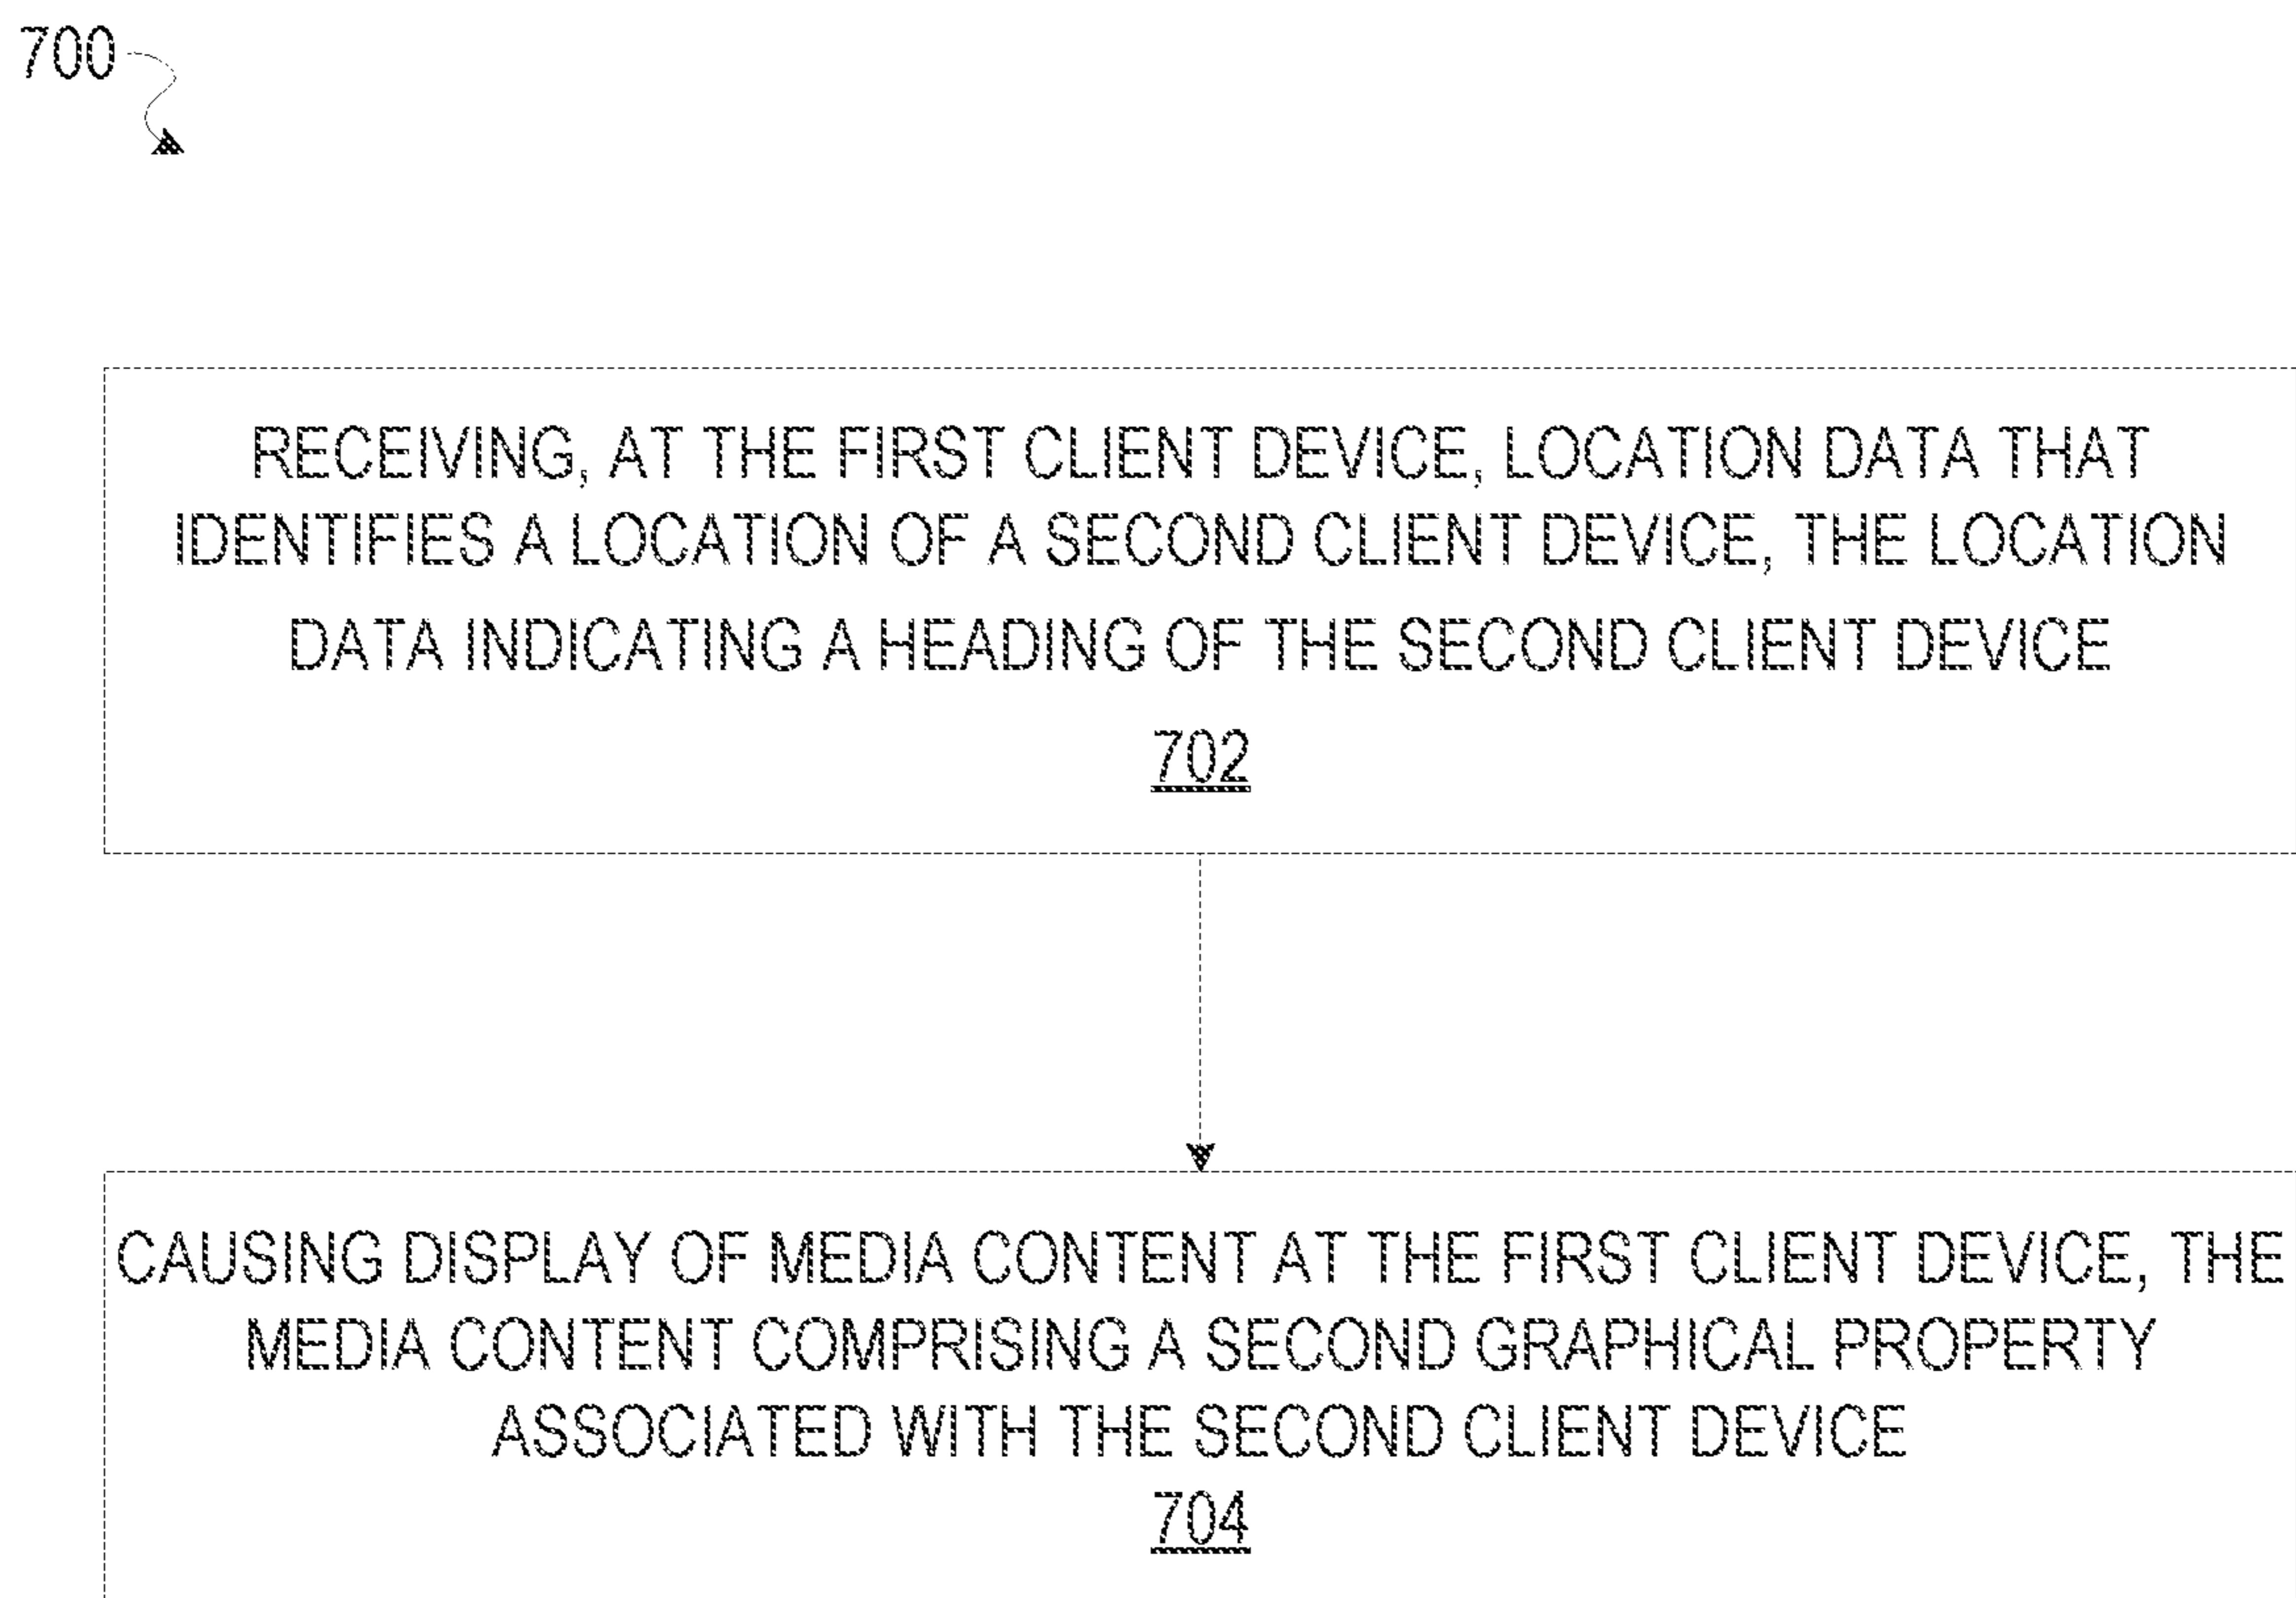 700
RECEIVING, AT THE FIRST CLIENT DEVICE, LOCATION DATA THAT
IDENTIFIES A LOCATION OF A SECOND CLIENT DEVICE, THE LOCATION
DATA INDICATING A HEADING OF THE SECOND CLIENT DEVICE
702
CAUSING DISPLAY OF MEDIA CONTENT AT THE FIRST CLIENT DEVICE, THE
MEDIA CONTENT COMPRISING A SECOND GRAPHICAL PROPERTY
ASSOCIATED WITH THE SECOND CLIENT DEVICE
704